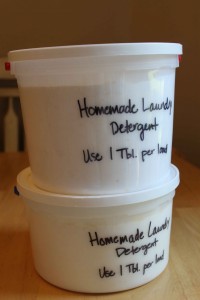 Homemade Laundry
Detergent
Use 1 Tbl. per load
Homemade Laundry
Detergent
Use 1 Tbl. per load